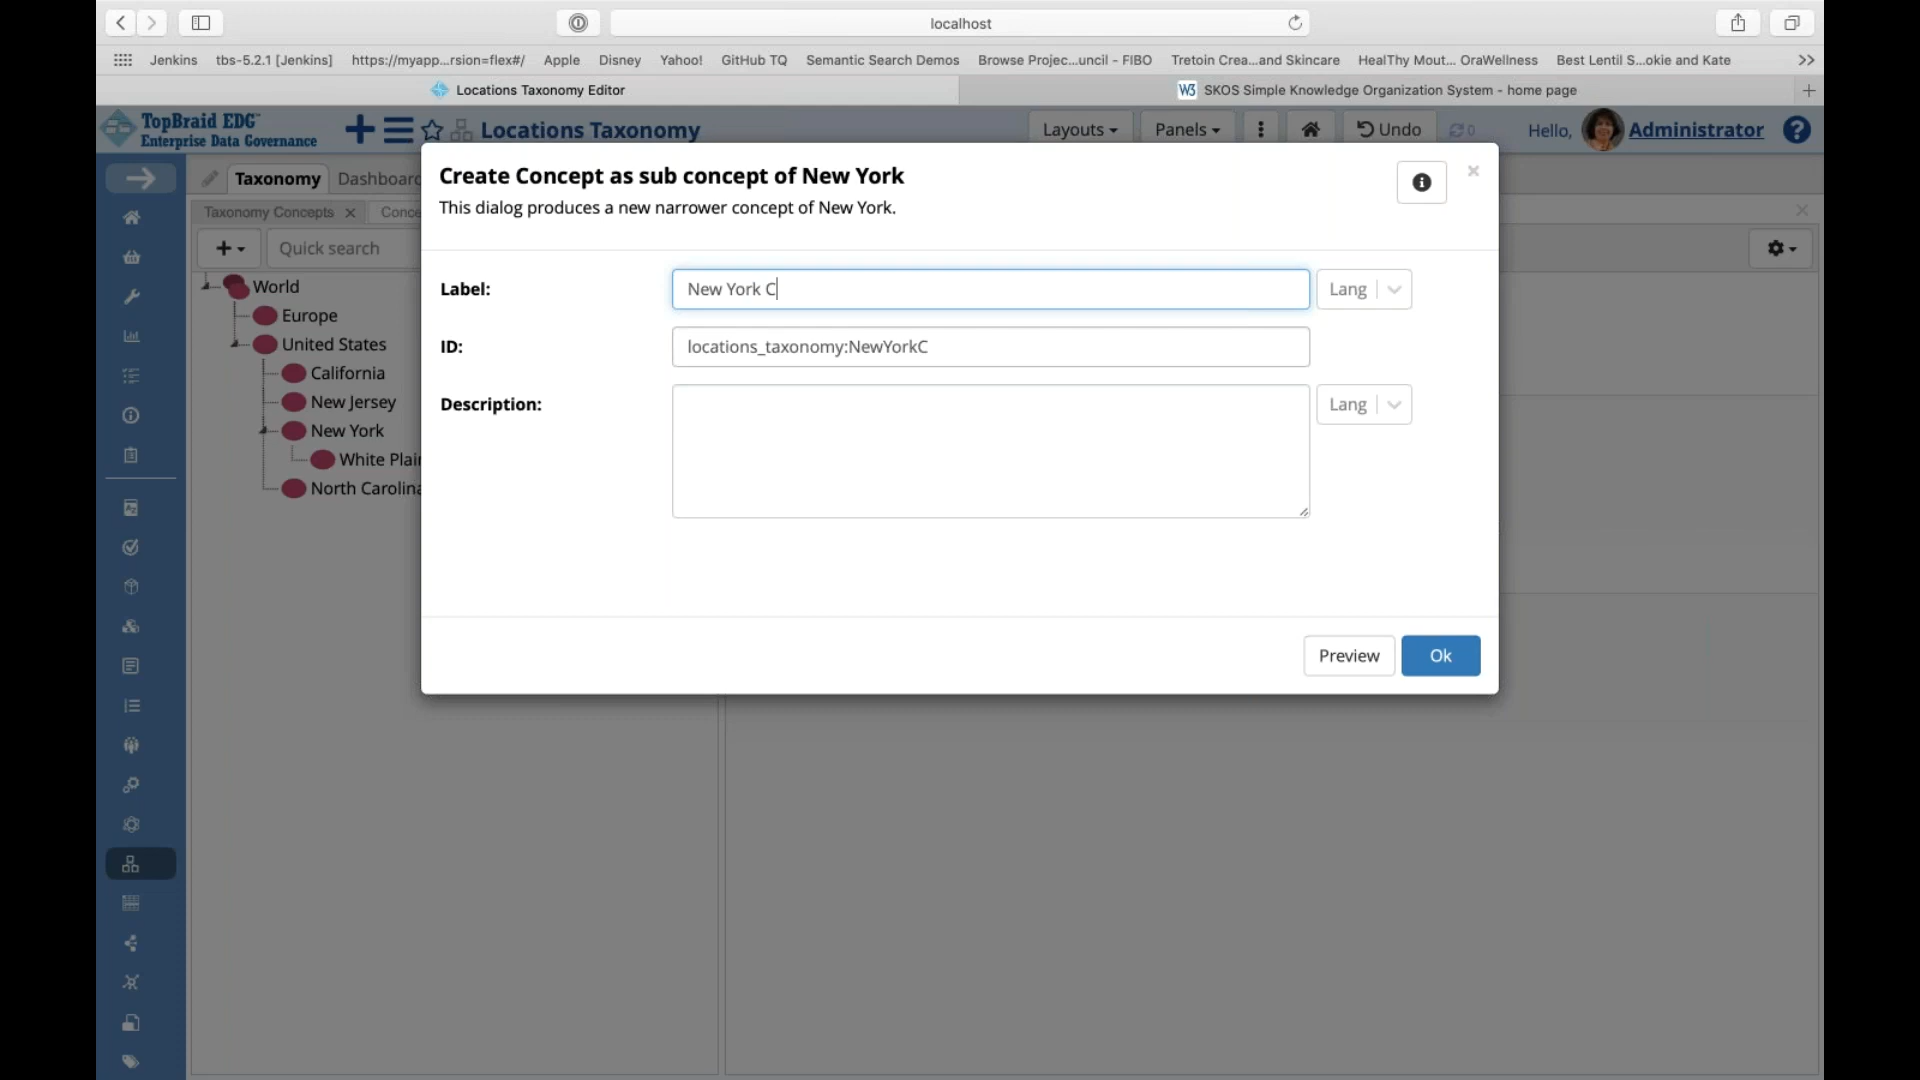 localhost
Jenkins tbs-5.2.1 [Jenkins] https://myapp...rsion=flex#/ Apple Disney Yahoo! GitHub TQ Semantic Search Demos Browse Projec...uncil - FIBO Tretoin Crea...and Skincare HealThy Mout... OraWellness Best Lentil S...okie and Kate
Locations Taxonomy Editor
W3 SKOS Simple Knowledge Organization System - home page
TopBraid EDG
Enterprise Data Governance
Locations Taxonomy
Layouts Panels Undo 0 Hello, Administrator ?
Taxonomy Dashboard
Taxonomy Concepts Conce
Quick search
World
Europe
United States
California
New Jersey
New York
White Plai
North Carolina
Create Concept as sub concept of New York
This dialog produces a new narrower concept of New York.
Label: New York C Lang
ID: locations_taxonomy:NewYorkC
Description: Lang
Preview Ok